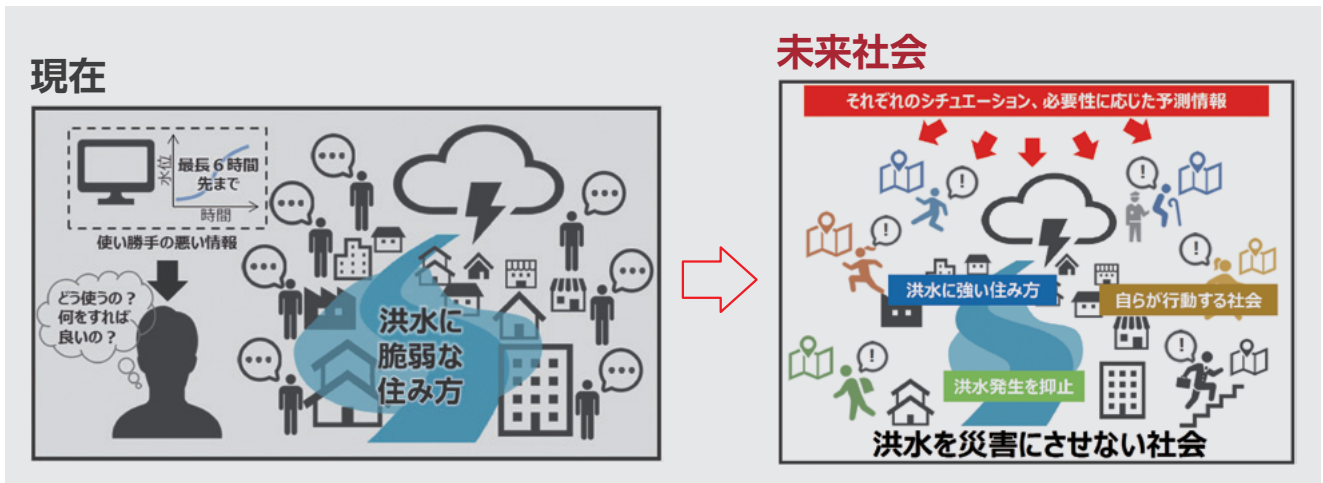 現在
水位
最長6時間
先まで
時間
使い勝手の悪い情報
どう使うの？
何をすれば
良いの？
洪水に
脆弱な
住み方
未来社会
それぞれのシチュエーション、必要性に応じた予測情報
!
!
!
!
!
!
洪水に強い住み方
自らが行動する社会
洪水発生を抑止
洪水を災害にさせない社会